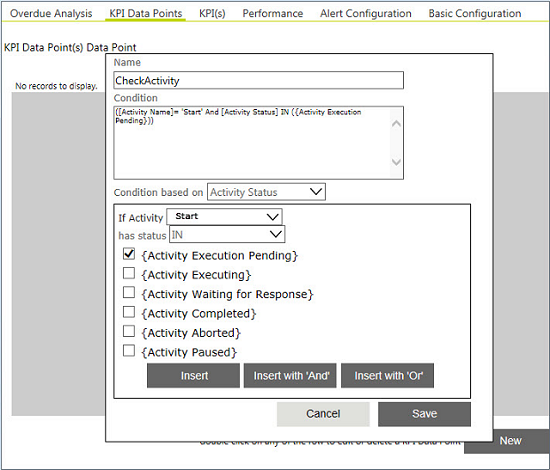 Overdue Analysis KPI Data Points KPI(s) Performance Alert Configuration Basic Configuration
KPI Data Point(s) Data Point
No records to display.
Name
CheckActivity
Condition
([Activity Name]= 'Start' And [Activity Status] IN ({Activity Execution
Pending}))
Condition based on Activity Status
If Activity Start
has status IN
{Activity Execution Pending}
{Activity Executing}
{Activity Waiting for Response}
{Activity Completed}
{Activity Aborted}
{Activity Paused}
Insert Insert with 'And' Insert with 'Or'
Cancel Save
double click on any of the row to edit or delete a KPI Data Point New